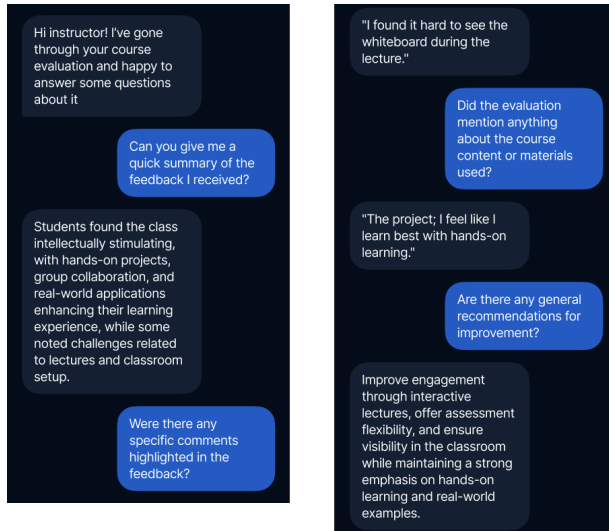 Hi instructor! I've gone
through your course
evaluation and happy to
answer some questions
about it
Can you give me a
quick summary of the
feedback I received?
Students found the class
intellectually stimulating,
with hands-on projects,
group collaboration, and
real-world applications
enhancing their learning
experience, while some
noted challenges related
to lectures and classroom
setup.
Were there any
specific comments
highlighted in the
feedback?
"I found it hard to see the
whiteboard during the
lecture."
Did the evaluation
mention anything
about the course
content or materials
used?
"The project; I feel like I
learn best with hands-on
learning."
Are there any general
recommendations for
improvement?
Improve engagement
through interactive
lectures, offer assessment
flexibility, and ensure
visibility in the classroom
while maintaining a strong
emphasis on hands-on
learning and real-world
examples.